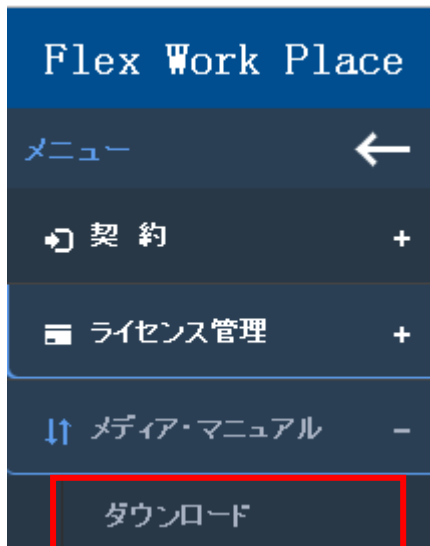 Flex Work Place
メニュー
契 約 +
ライセンス管理 +
メディア・マニュアル -
ダウンロード